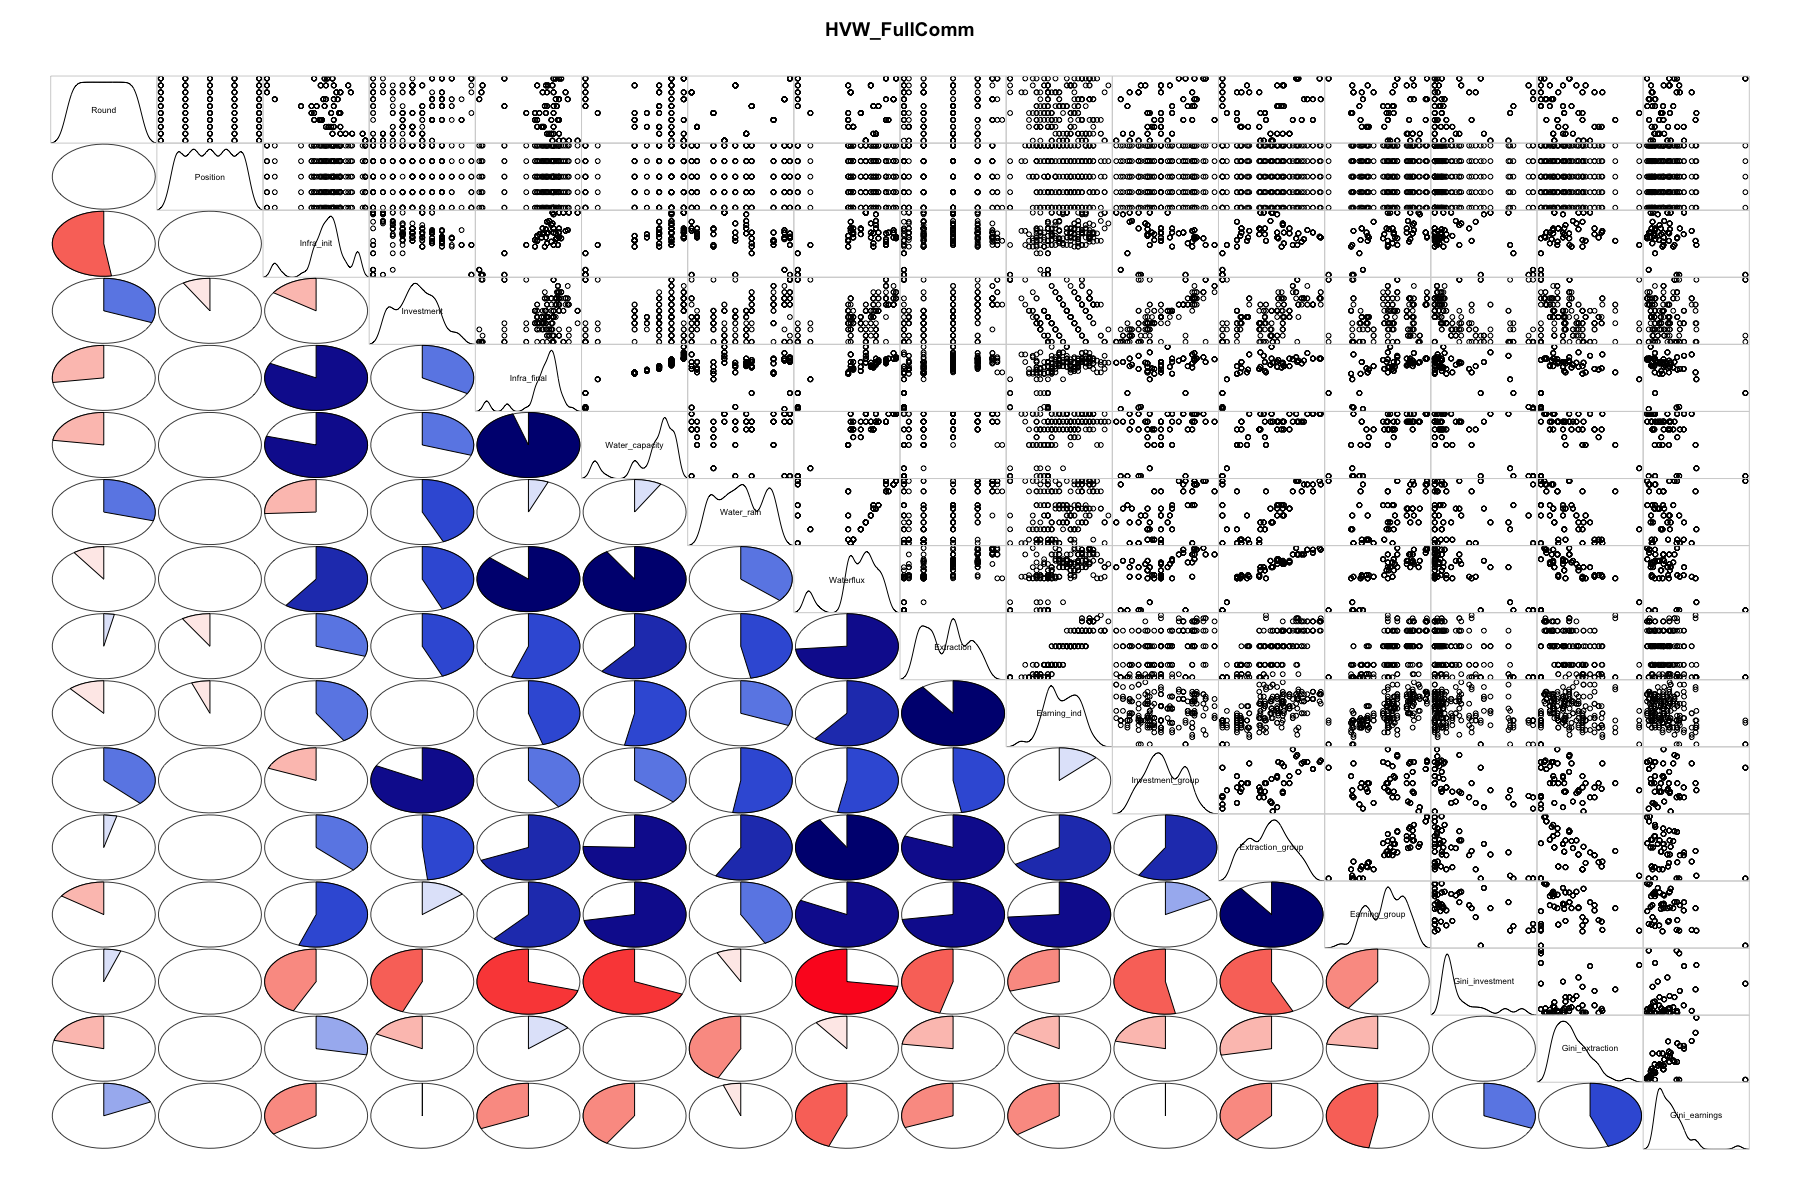 HVW_FullComm
Round
Position
Infra_init
Investment
Infra_final
Water_capacity
Water_rain
Waterflux
Extraction
Earning_ind
Investment_group
Extraction_group
Earning_group
Gini_investment
Gini_extraction
Gini_earnings